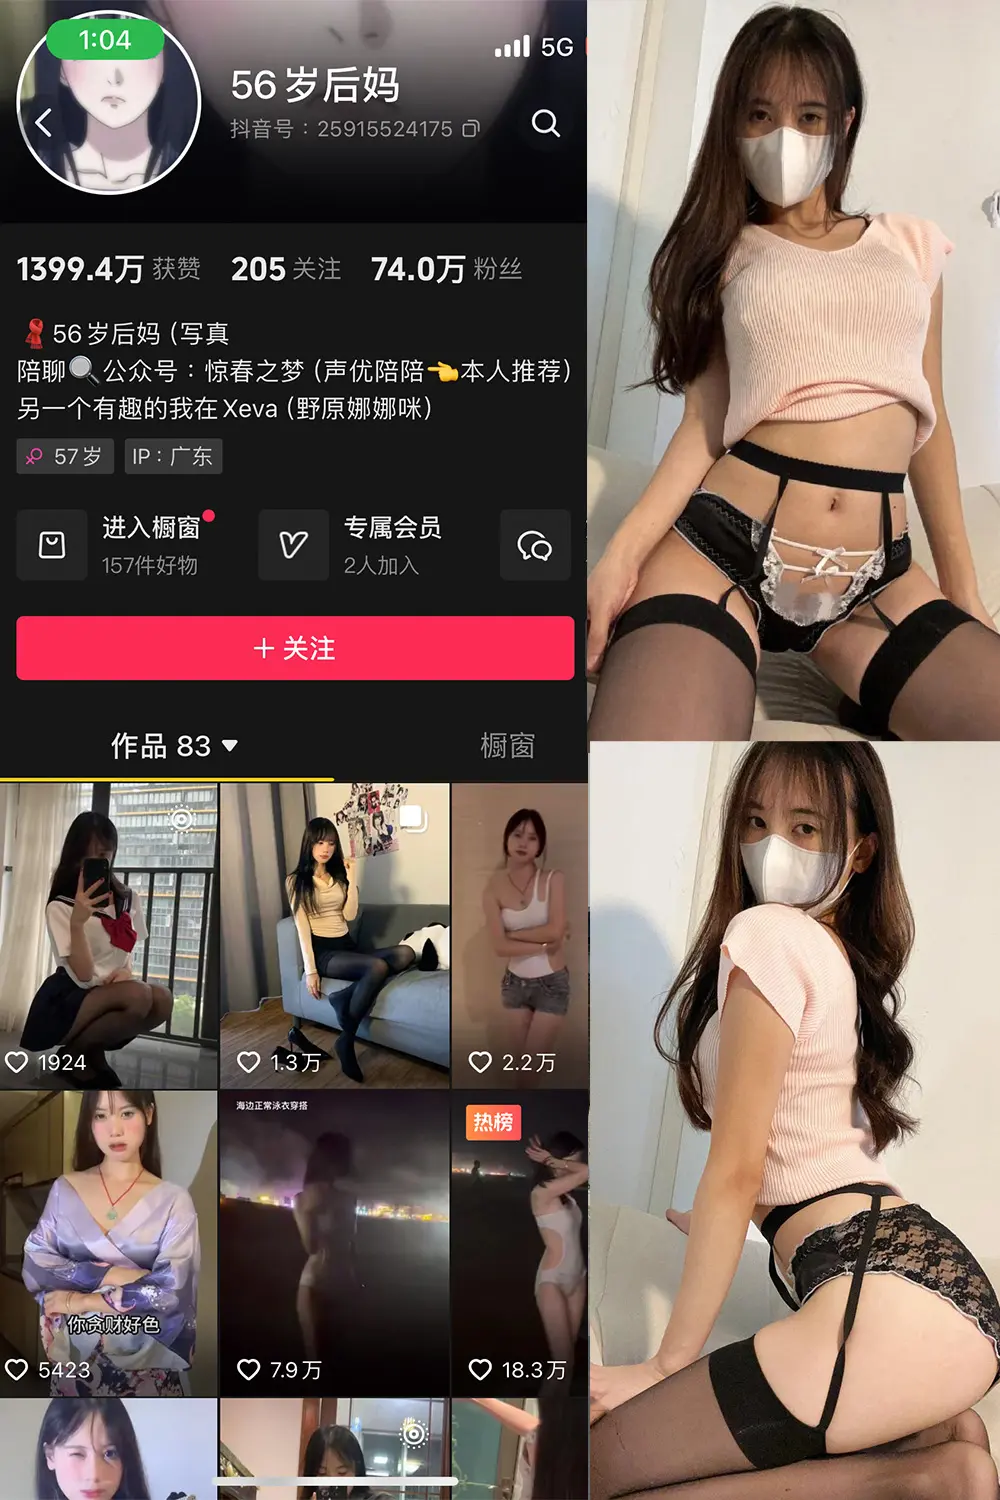 1:04
5G
56岁后妈
抖音号：25915524175
1399.4万 获赞 205 关注 74.0万 粉丝
56岁后妈（写真
陪聊🔍公众号：惊春之梦（声优陪陪👈本人推荐）
另一个有趣的我在Xeva（野原娜娜咪）
57岁 IP：广东
进入橱窗 专属会员
157件好物 2人加入
＋关注
作品 83 橱窗
1924 1.3万 2.2万
海边正常泳衣穿搭
热榜
你贪财好色
5423 7.9万 18.3万